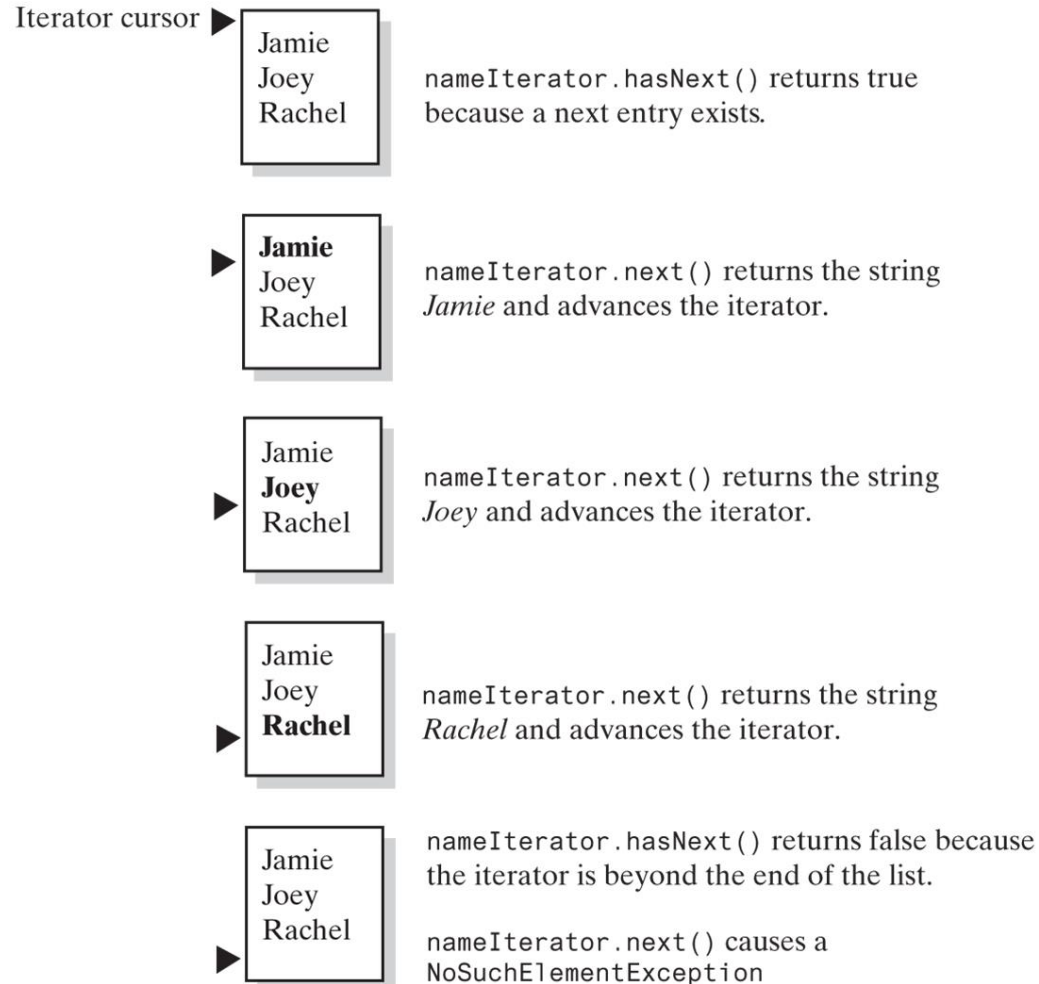 Iterator cursor
Jamie
Joey
Rachel
nameIterator.hasNext() returns true
because a next entry exists.
Jamie
Joey
Rachel
nameIterator.next() returns the string
Jamie and advances the iterator.
Jamie
Joey
Rachel
nameIterator.next() returns the string
Joey and advances the iterator.
Jamie
Joey
Rachel
nameIterator.next() returns the string
Rachel and advances the iterator.
Jamie
Joey
Rachel
nameIterator.hasNext() returns false because
the iterator is beyond the end of the list.
nameIterator.next() causes a
NoSuchElementException